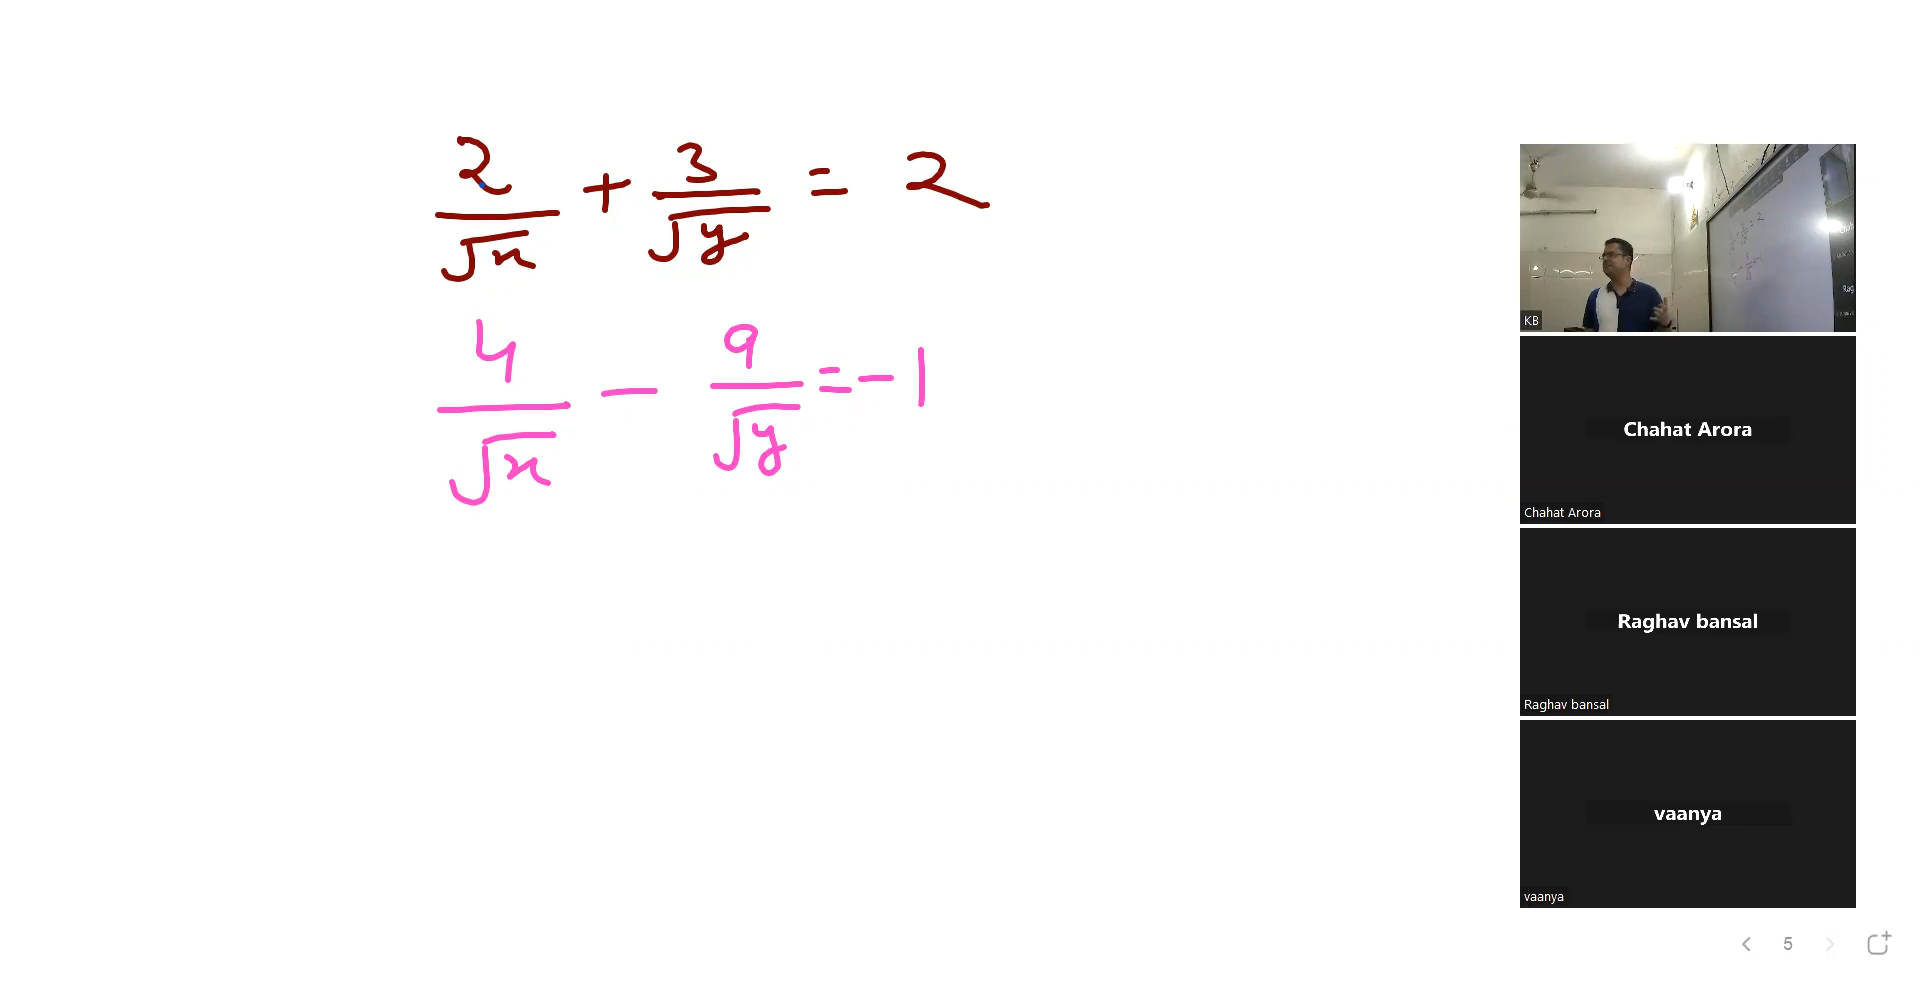 2/√x + 3/√y = 2
4/√x − 9/√y = −1
KB
Chahat Arora
Chahat Arora
Raghav bansal
Raghav bansal
vaanya
vaanya
< 5 >